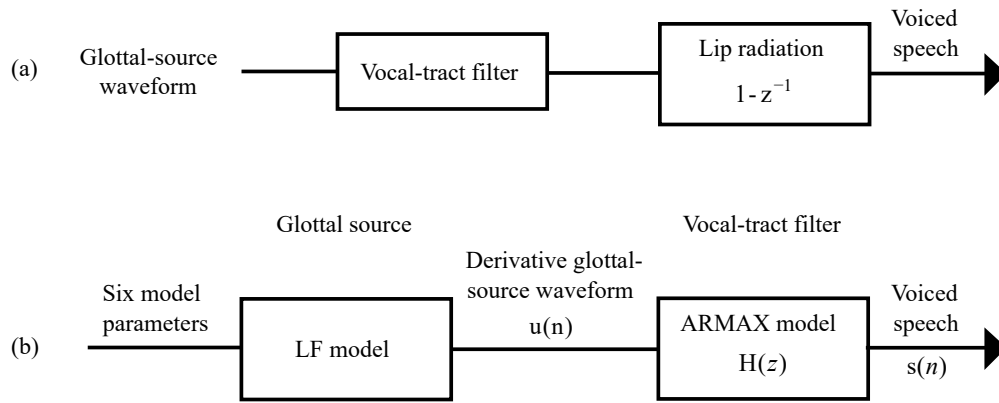 (a)
Glottal-source
waveform
Vocal-tract filter
Lip radiation
1 - z⁻¹
Voiced
speech
Glottal source
Vocal-tract filter
(b)
Six model
parameters
LF model
Derivative glottal-
source waveform
u(n)
ARMAX model
H(z)
Voiced
speech
s(n)